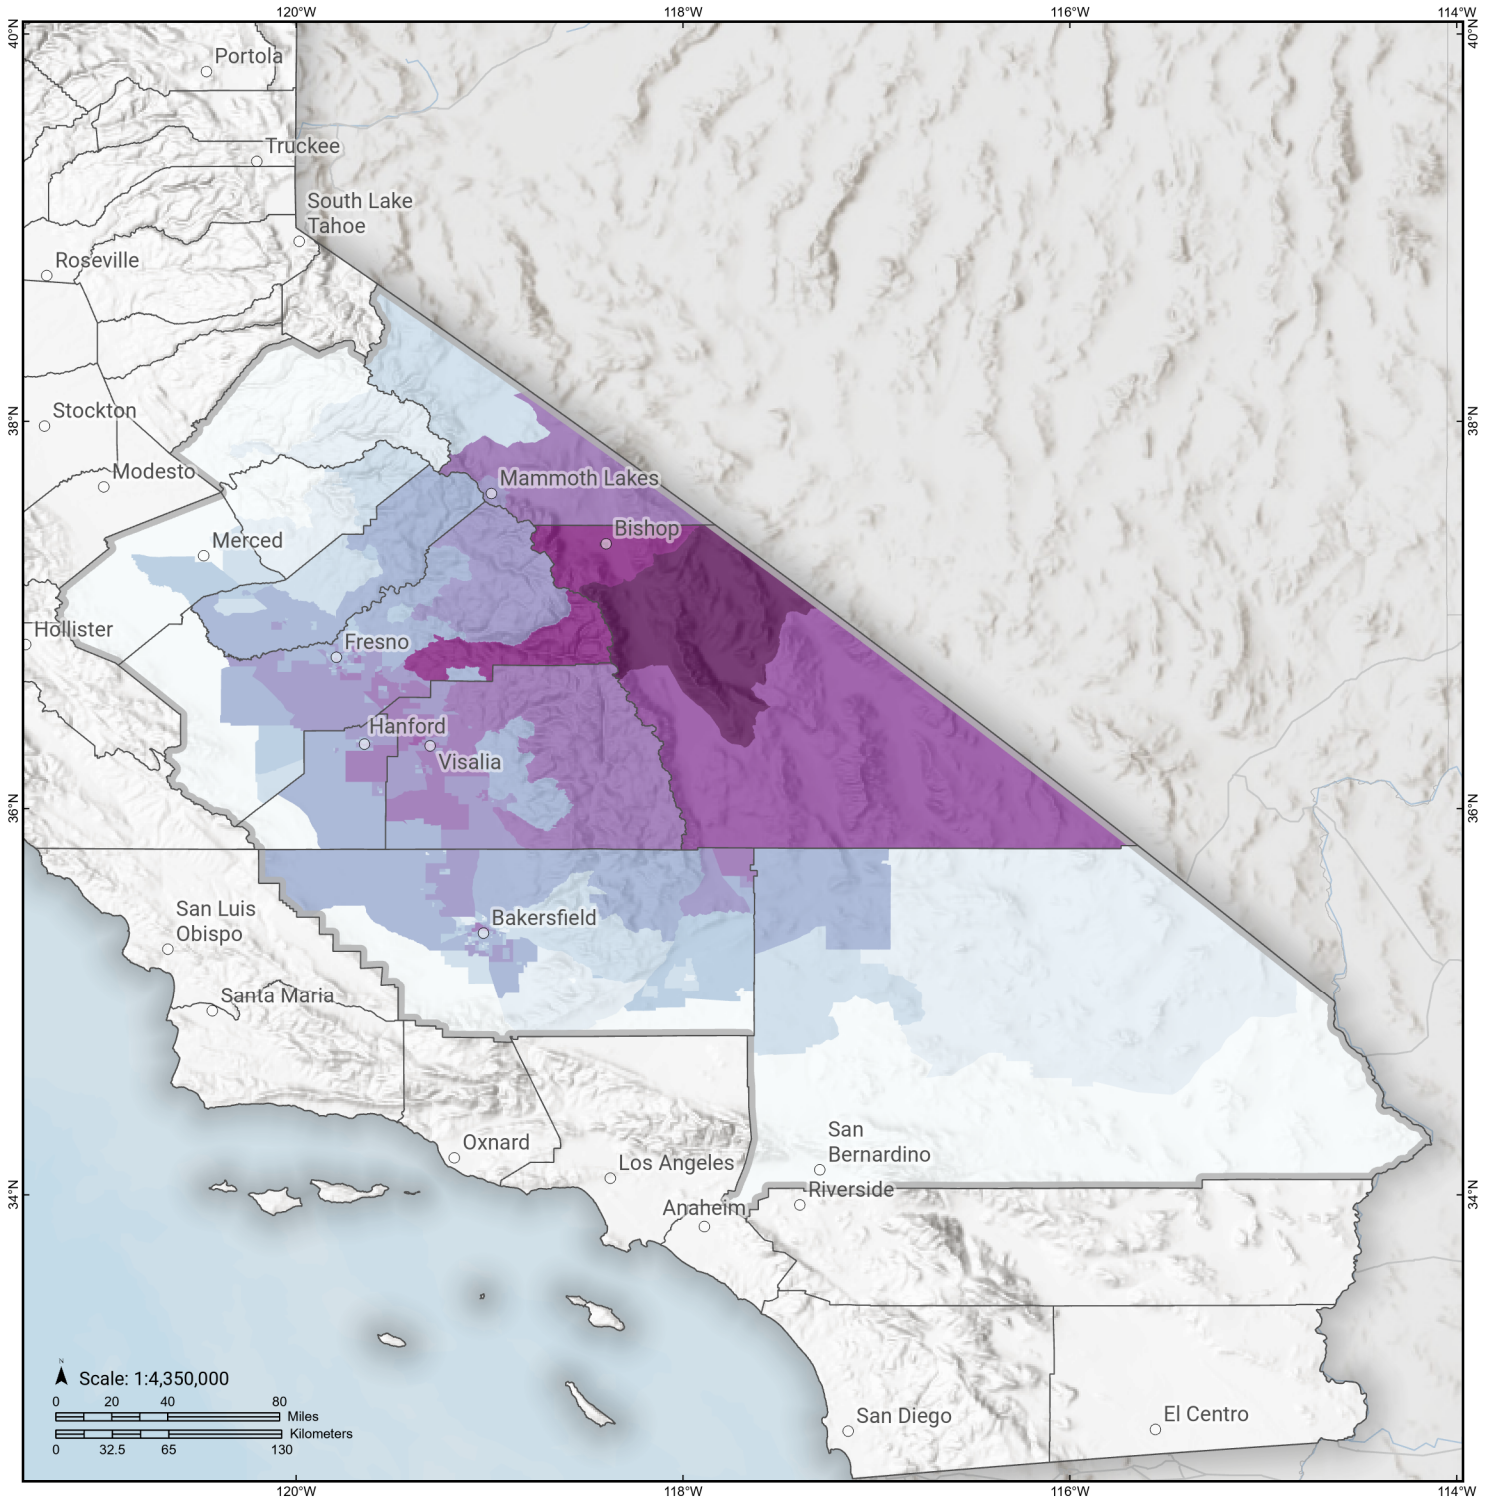 120°W
118°W
116°W
114°W
40°N
40°N
Portola
Truckee
South Lake
Tahoe
Roseville
38°N
38°N
Stockton
Modesto
Mammoth Lakes
Bishop
Merced
Hollister
Fresno
Hanford
Visalia
36°N
36°N
San Luis
Obispo
Bakersfield
Santa Maria
San
Bernardino
Oxnard
Los Angeles
Riverside
34°N
34°N
Anaheim
N
Scale: 1:4,350,000
0 20 40 80
Miles
Kilometers
0 32.5 65 130
San Diego
El Centro
120°W
118°W
116°W
114°W